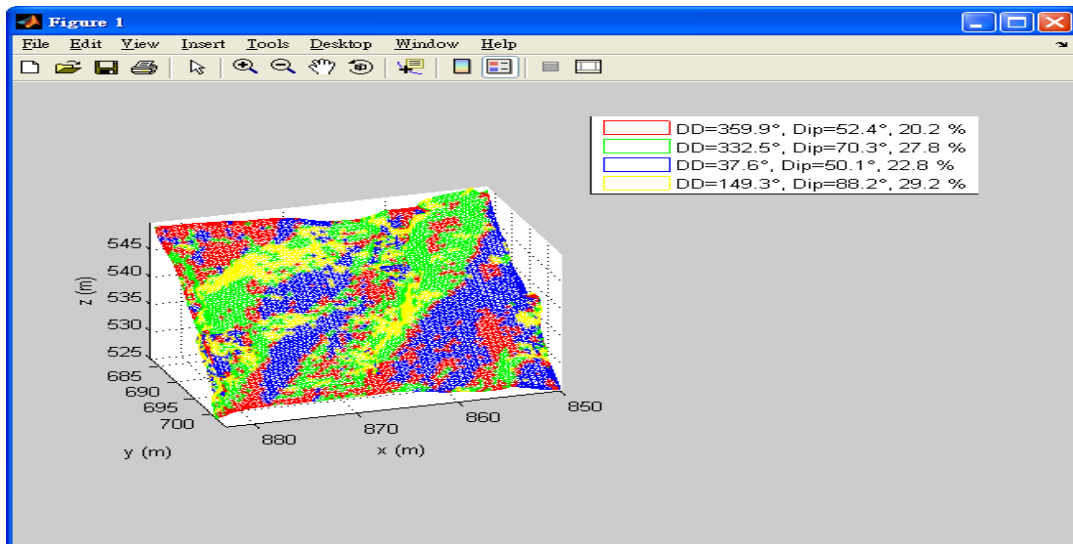 Figure 1
File Edit View Insert Tools Desktop Window Help
DD=359.9°, Dip=52.4°, 20.2 %
DD=332.5°, Dip=70.3°, 27.8 %
DD=37.6°, Dip=50.1°, 22.8 %
DD=149.3°, Dip=88.2°, 29.2 %
545
540
535
530
525
z (m)
685
690
695
700
y (m)
880
870
860
850
x (m)